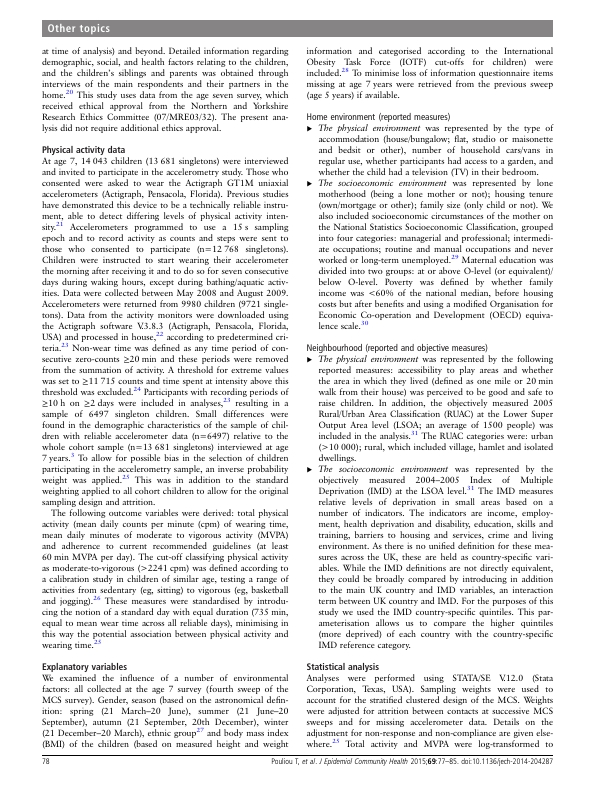 Other topics
at time of analysis) and beyond. Detailed information regarding
demographic, social, and health factors relating to the children,
and the children's siblings and parents was obtained through
interviews of the main respondents and their partners in the
home.20 This study uses data from the age seven survey, which
received ethical approval from the Northern and Yorkshire
Research Ethics Committee (07/MRE03/32). The present ana-
lysis did not require additional ethics approval.
Physical activity data
At age 7, 14 043 children (13 681 singletons) were interviewed
and invited to participate in the accelerometry study. Those who
consented were asked to wear the Actigraph GT1M uniaxial
accelerometers (Actigraph, Pensacola, Florida). Previous studies
have demonstrated this device to be a technically reliable instru-
ment, able to detect differing levels of physical activity inten-
sity.21 Accelerometers programmed to use a 15 s sampling
epoch and to record activity as counts and steps were sent to
those who consented to participate (n=12 768 singletons).
Children were instructed to start wearing their accelerometer
the morning after receiving it and to do so for seven consecutive
days during waking hours, except during bathing/aquatic activ-
ities. Data were collected between May 2008 and August 2009.
Accelerometers were returned from 9980 children (9721 single-
tons). Data from the activity monitors were downloaded using
the Actigraph software V.3.8.3 (Actigraph, Pensacola, Florida,
USA) and processed in house,22 according to predetermined cri-
teria.23 Non-wear time was defined as any time period of con-
secutive zero-counts ≥20 min and these periods were removed
from the summation of activity. A threshold for extreme values
was set to ≥11 715 counts and time spent at intensity above this
threshold was excluded.24 Participants with recording periods of
≥10 h on ≥2 days were included in analyses,23 resulting in a
sample of 6497 singleton children. Small differences were
found in the demographic characteristics of the sample of chil-
dren with reliable accelerometer data (n=6497) relative to the
whole cohort sample (n=13 681 singletons) interviewed at age
7 years.3 To allow for possible bias in the selection of children
participating in the accelerometry sample, an inverse probability
weight was applied.25 This was in addition to the standard
weighting applied to all cohort children to allow for the original
sampling design and attrition.
The following outcome variables were derived: total physical
activity (mean daily counts per minute (cpm) of wearing time,
mean daily minutes of moderate to vigorous activity (MVPA)
and adherence to current recommended guidelines (at least
60 min MVPA per day). The cut-off classifying physical activity
as moderate-to-vigorous (>2241 cpm) was defined according to
a calibration study in children of similar age, testing a range of
activities from sedentary (eg, sitting) to vigorous (eg, basketball
and jogging).26 These measures were standardised by introdu-
cing the notion of a standard day with equal duration (735 min,
equal to mean wear time across all reliable days), minimising in
this way the potential association between physical activity and
wearing time.23
Explanatory variables
We examined the influence of a number of environmental
factors: all collected at the age 7 survey (fourth sweep of the
MCS survey). Gender, season (based on the astronomical defin-
ition: spring (21 March–20 June), summer (21 June–20
September), autumn (21 September, 20th December), winter
(21 December–20 March), ethnic group27 and body mass index
(BMI) of the children (based on measured height and weight
information and categorised according to the International
Obesity Task Force (IOTF) cut-offs for children) were
included.28 To minimise loss of information questionnaire items
missing at age 7 years were retrieved from the previous sweep
(age 5 years) if available.
Home environment (reported measures)
▸ The physical environment was represented by the type of
accommodation (house/bungalow; flat, studio or maisonette
and bedsit or other), number of household cars/vans in
regular use, whether participants had access to a garden, and
whether the child had a television (TV) in their bedroom.
▸ The socioeconomic environment was represented by lone
motherhood (being a lone mother or not); housing tenure
(own/mortgage or other); family size (only child or not). We
also included socioeconomic circumstances of the mother on
the National Statistics Socioeconomic Classification, grouped
into four categories: managerial and professional; intermedi-
ate occupations; routine and manual occupations and never
worked or long-term unemployed.29 Maternal education was
divided into two groups: at or above O-level (or equivalent)/
below O-level. Poverty was defined by whether family
income was <60% of the national median, before housing
costs but after benefits and using a modified Organisation for
Economic Co-operation and Development (OECD) equiva-
lence scale.30
Neighbourhood (reported and objective measures)
▸ The physical environment was represented by the following
reported measures: accessibility to play areas and whether
the area in which they lived (defined as one mile or 20 min
walk from their house) was perceived to be good and safe to
raise children. In addition, the objectively measured 2005
Rural/Urban Area Classification (RUAC) at the Lower Super
Output Area level (LSOA; an average of 1500 people) was
included in the analysis.31 The RUAC categories were: urban
(>10 000); rural, which included village, hamlet and isolated
dwellings.
▸ The socioeconomic environment was represented by the
objectively measured 2004–2005 Index of Multiple
Deprivation (IMD) at the LSOA level.31 The IMD measures
relative levels of deprivation in small areas based on a
number of indicators. The indicators are income, employ-
ment, health deprivation and disability, education, skills and
training, barriers to housing and services, crime and living
environment. As there is no unified definition for these mea-
sures across the UK, these are held as country-specific vari-
ables. While the IMD definitions are not directly equivalent,
they could be broadly compared by introducing in addition
to the main UK country and IMD variables, an interaction
term between UK country and IMD. For the purposes of this
study we used the IMD country-specific quintiles. This par-
ameterisation allows us to compare the higher quintiles
(more deprived) of each country with the country-specific
IMD reference category.
Statistical analysis
Analyses were performed using STATA/SE V.12.0 (Stata
Corporation, Texas, USA). Sampling weights were used to
account for the stratified clustered design of the MCS. Weights
were adjusted for attrition between contacts at successive MCS
sweeps and for missing accelerometer data. Details on the
adjustment for non-response and non-compliance are given else-
where.25 Total activity and MVPA were log-transformed to
78
Pouliou T, et al. J Epidemiol Community Health 2015;69:77–85. doi:10.1136/jech-2014-204287